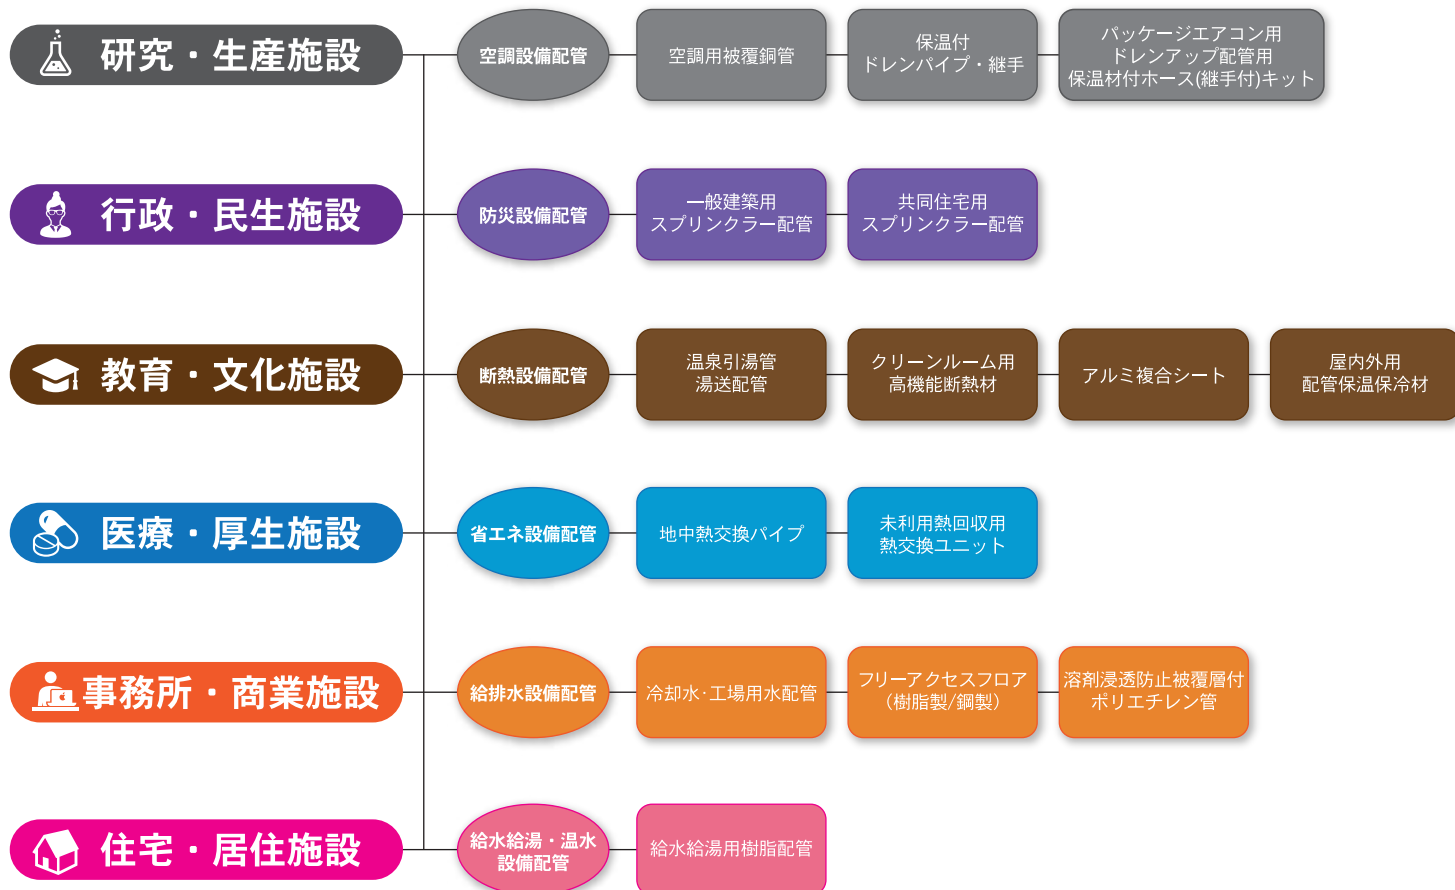 研究・生産施設
空調設備配管
空調用被覆銅管
保温付
ドレンパイプ・継手
パッケージエアコン用
ドレンアップ配管用
保温材付ホース(継手付)キット
行政・民生施設
防災設備配管
一般建築用
スプリンクラー配管
共同住宅用
スプリンクラー配管
教育・文化施設
断熱設備配管
温泉引湯管
湯送配管
クリーンルーム用
高機能断熱材
アルミ複合シート
屋内外用
配管保温保冷材
医療・厚生施設
省エネ設備配管
地中熱交換パイプ
未利用熱回収用
熱交換ユニット
事務所・商業施設
給排水設備配管
冷却水・工場用水配管
フリーアクセスフロア
（樹脂製/鋼製）
溶剤浸透防止被覆層付
ポリエチレン管
住宅・居住施設
給水給湯・温水
設備配管
給水給湯用樹脂配管